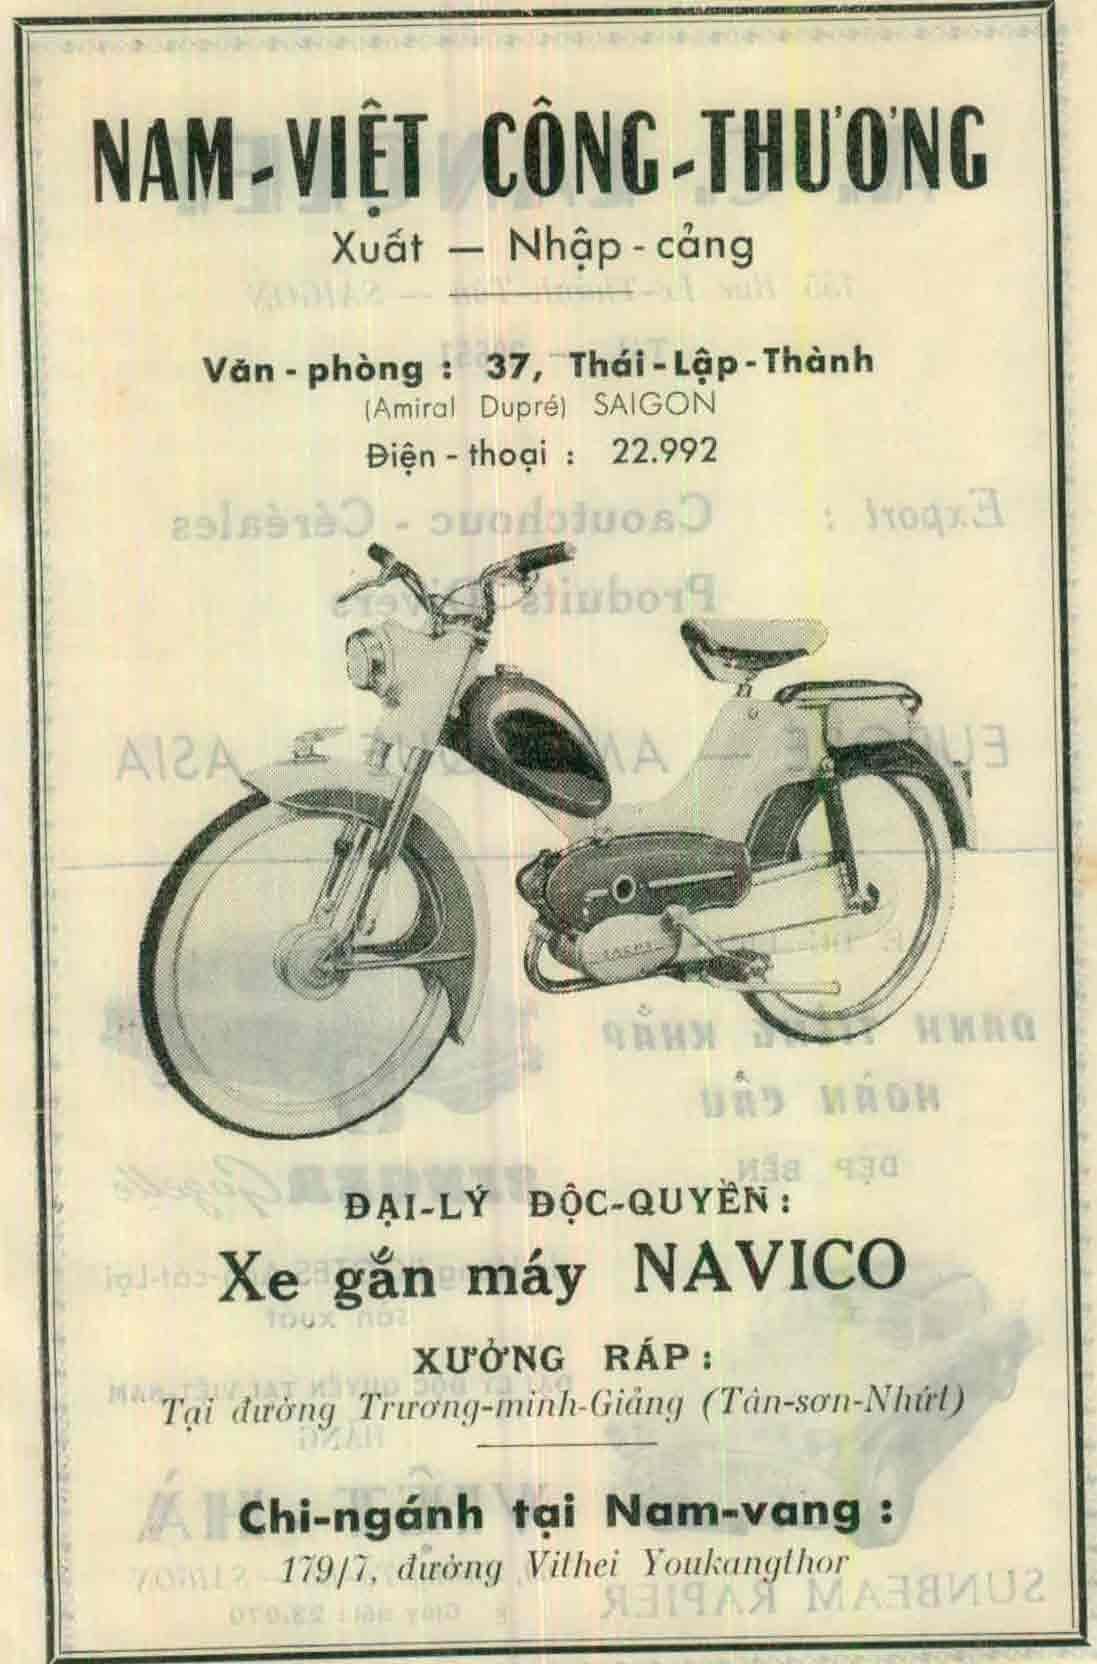 NAM-VIỆT CÔNG-THƯƠNG
Xuất — Nhập-cảng
Văn-phòng : 37, Thái-Lập-Thành
(Amiral Dupré) SAIGON
Điện-thoại : 22.992
ĐẠI-LÝ ĐỘC-QUYỀN :
Xe gắn máy NAVICO
XƯỞNG RÁP :
Tại đường Trương-minh-Giảng (Tân-sơn-Nhứt)
Chi-ngánh tại Nam-vang :
179/7, đường Vithei Youkangthor